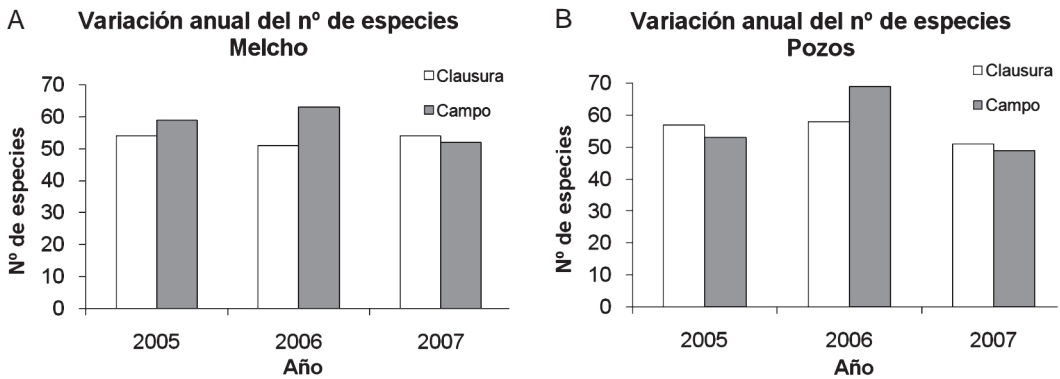 A
Variación anual del nº de especies
Melcho
Clausura
Campo
70
60
50
40
30
20
10
0
Nº de especies
2005 2006 2007
Año
B
Variación anual del nº de especies
Pozos
Clausura
Campo
70
60
50
40
30
20
10
0
Nº de especies
2005 2006 2007
Año